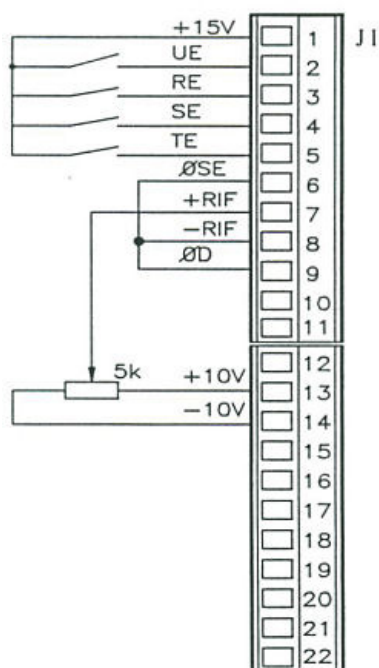 +15V 1 J1
UE 2
RE 3
SE 4
TE 5
ØSE 6
+RIF 7
-RIF 8
ØD 9
10
11
12
5k +10V 13
-10V 14
15
16
17
18
19
20
21
22